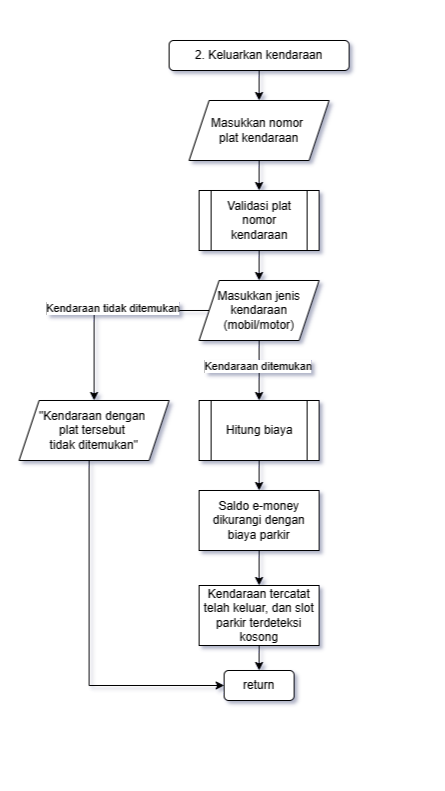 2. Keluarkan kendaraan
Masukkan nomor
plat kendaraan
Validasi plat
nomor
kendaraan
Masukkan jenis
kendaraan
(mobil/motor)
Kendaraan tidak ditemukan
Kendaraan ditemukan
"Kendaraan dengan
plat tersebut
tidak ditemukan"
Hitung biaya
Saldo e-money
dikurangi dengan
biaya parkir
Kendaraan tercatat
telah keluar, dan slot
parkir terdeteksi
kosong
return